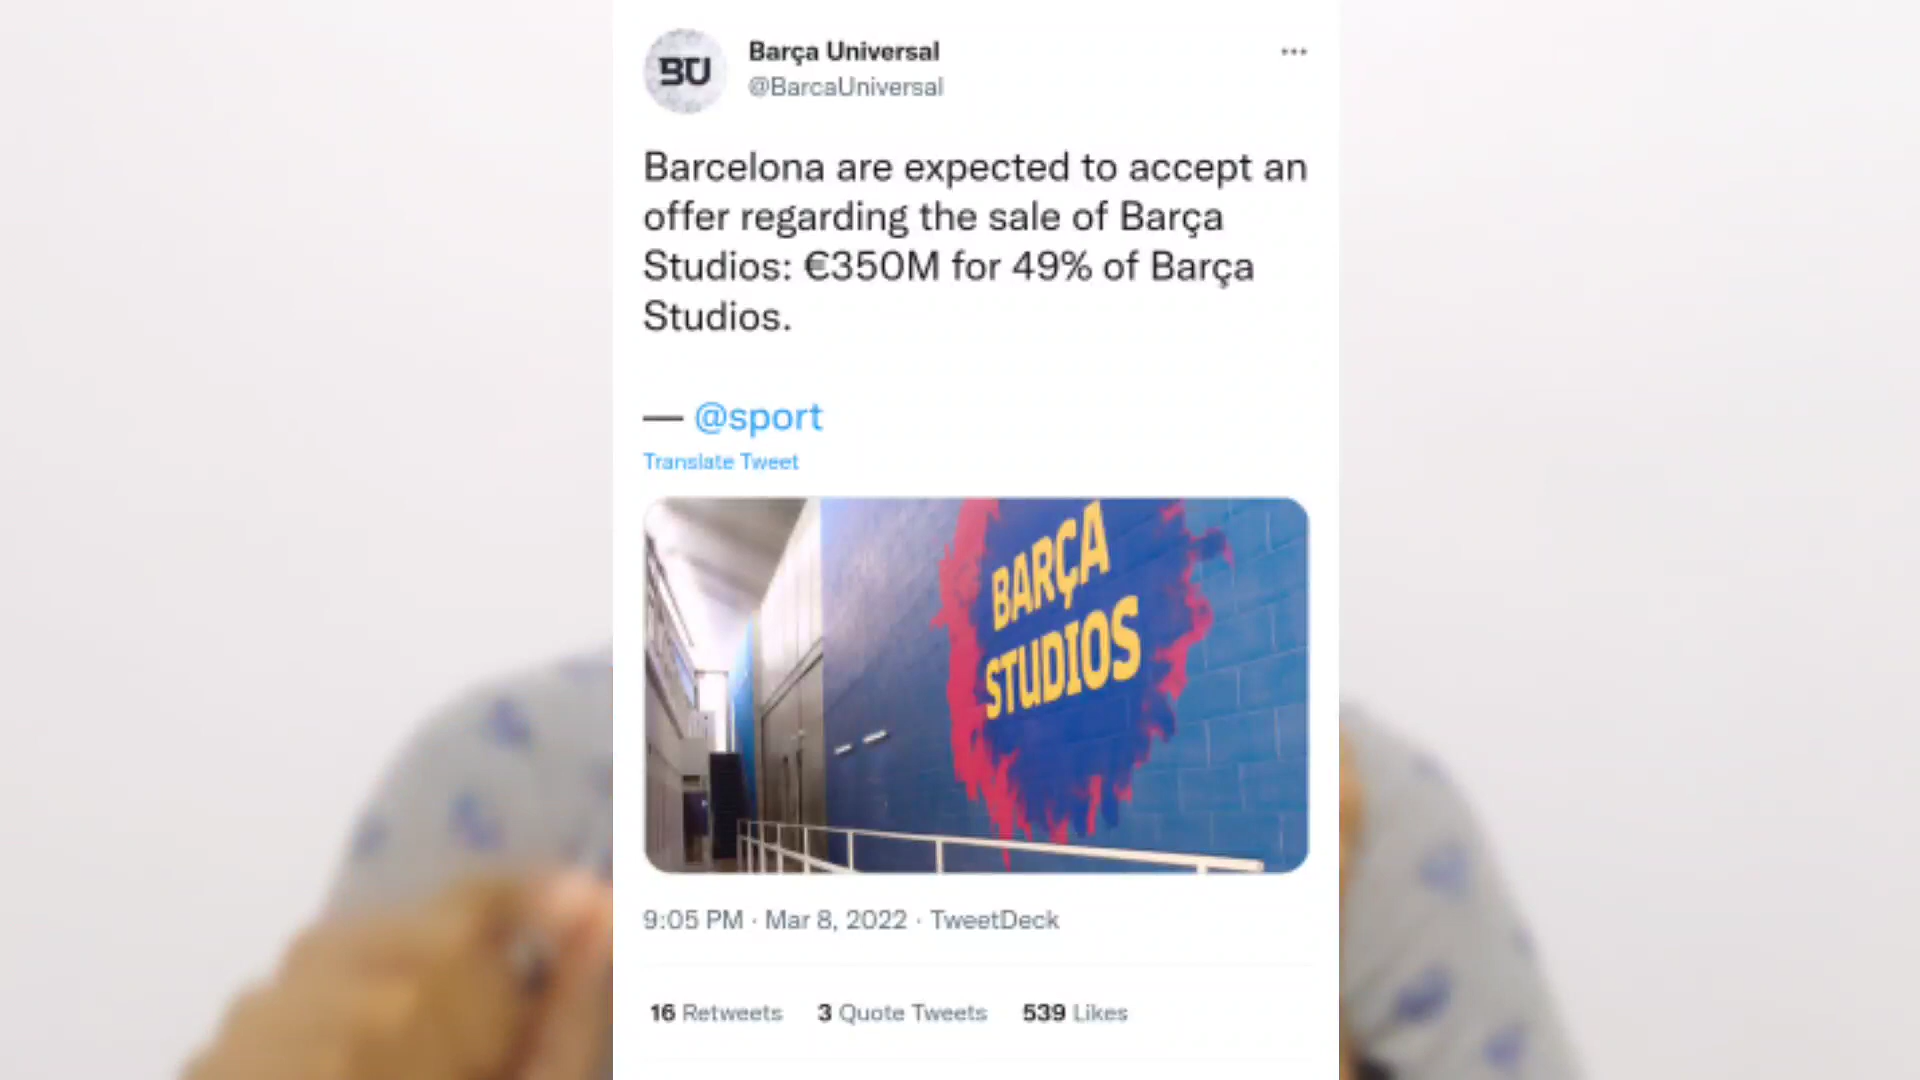 BU
Barça Universal
@BarcaUniversal
Barcelona are expected to accept an
offer regarding the sale of Barça
Studios: €350M for 49% of Barça
Studios.
— @sport
Translate Tweet
BARÇA
STUDIOS
9:05 PM · Mar 8, 2022 · TweetDeck
16 Retweets 3 Quote Tweets 539 Likes